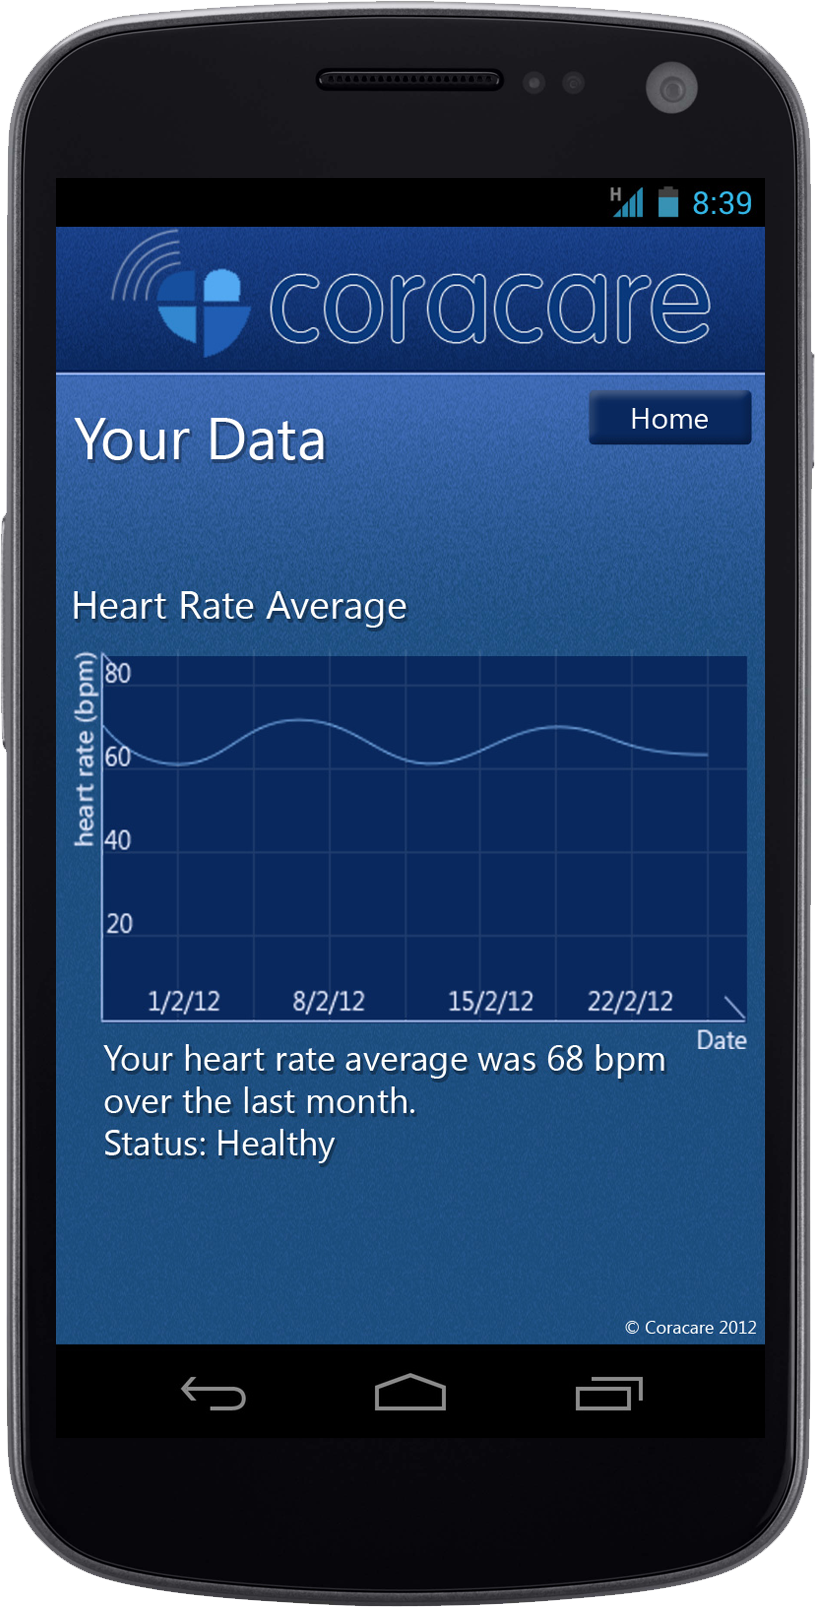 H 8:39
coracare
Your Data
Home
Heart Rate Average
heart rate (bpm)
80
60
40
20
1/2/12 8/2/12 15/2/12 22/2/12
Date
Your heart rate average was 68 bpm
over the last month.
Status: Healthy
© Coracare 2012